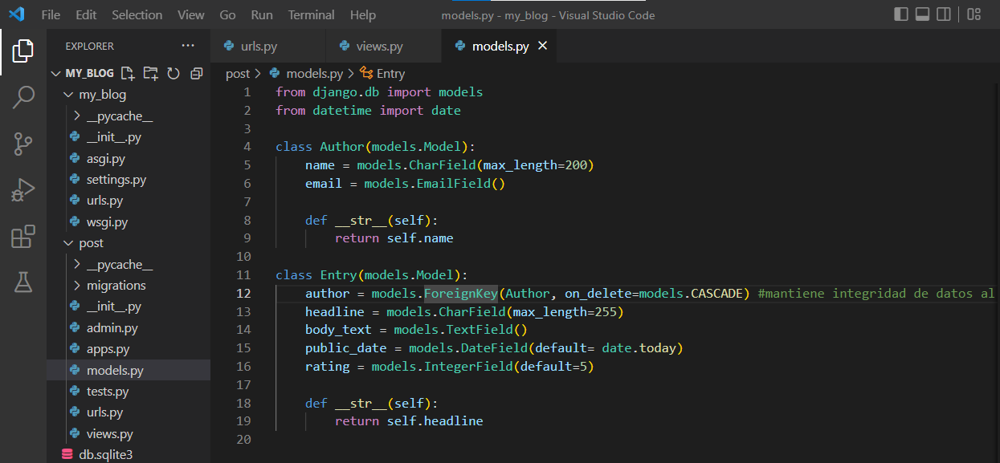 File Edit Selection View Go Run Terminal Help
models.py - my_blog - Visual Studio Code
EXPLORER
MY_BLOG
my_blog
__pycache__
__init__.py
asgi.py
settings.py
urls.py
wsgi.py
post
__pycache__
migrations
__init__.py
admin.py
apps.py
models.py
tests.py
urls.py
views.py
db.sqlite3
urls.py views.py models.py
post > models.py > Entry
1 from django.db import models
2 from datetime import date
3
4 class Author(models.Model):
5 name = models.CharField(max_length=200)
6 email = models.EmailField()
7
8 def __str__(self):
9 return self.name
10
11 class Entry(models.Model):
12 author = models.ForeignKey(Author, on_delete=models.CASCADE) #mantiene integridad de datos al
13 headline = models.CharField(max_length=255)
14 body_text = models.TextField()
15 public_date = models.DateField(default= date.today)
16 rating = models.IntegerField(default=5)
17
18 def __str__(self):
19 return self.headline
20